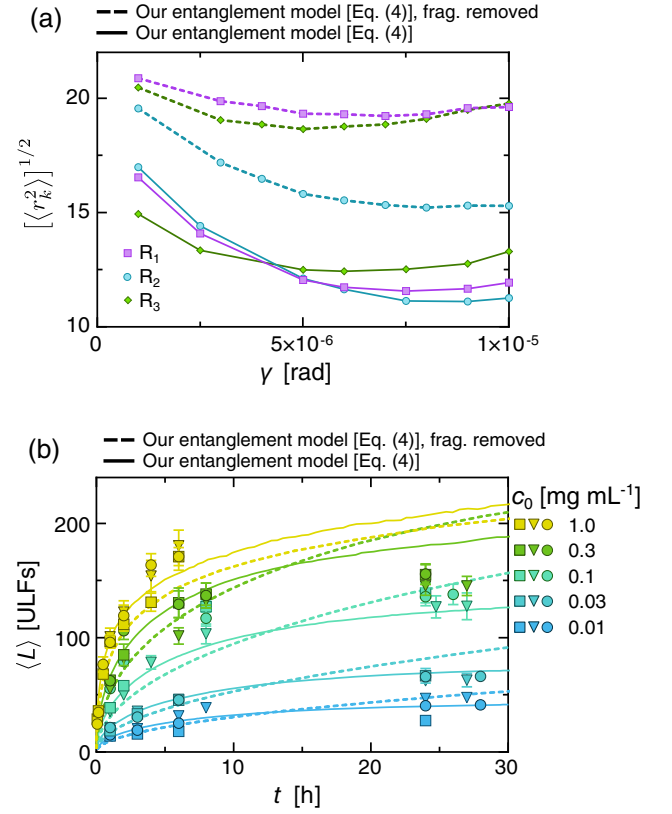 (a)
Our entanglement model [Eq. (4)], frag. removed
Our entanglement model [Eq. (4)]
20
15
10
[⟨r_k^2⟩]^{1/2}
R₁
R₂
R₃
0
5×10⁻⁶
1×10⁻⁵
γ [rad]
(b)
Our entanglement model [Eq. (4)], frag. removed
Our entanglement model [Eq. (4)]
200
100
0
⟨L⟩ [ULFs]
0
10
20
30
t [h]
c₀ [mg mL⁻¹]
1.0
0.3
0.1
0.03
0.01